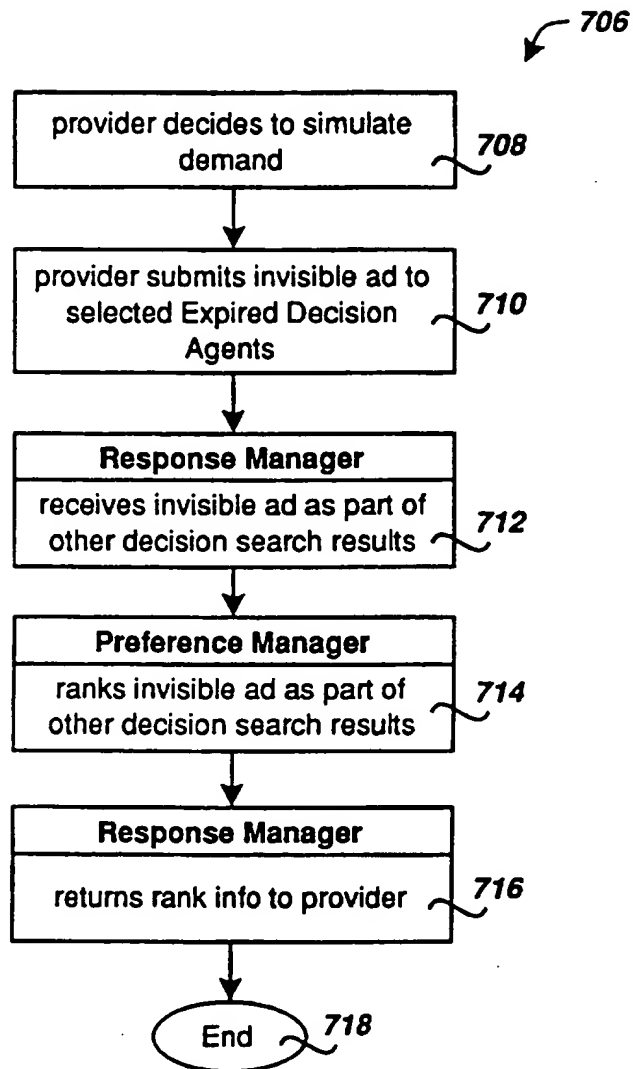 706
provider decides to simulate
demand
708
provider submits invisible ad to
selected Expired Decision
Agents
710
Response Manager
receives invisible ad as part of
other decision search results
712
Preference Manager
ranks invisible ad as part of
other decision search results
714
Response Manager
returns rank info to provider
716
End
718